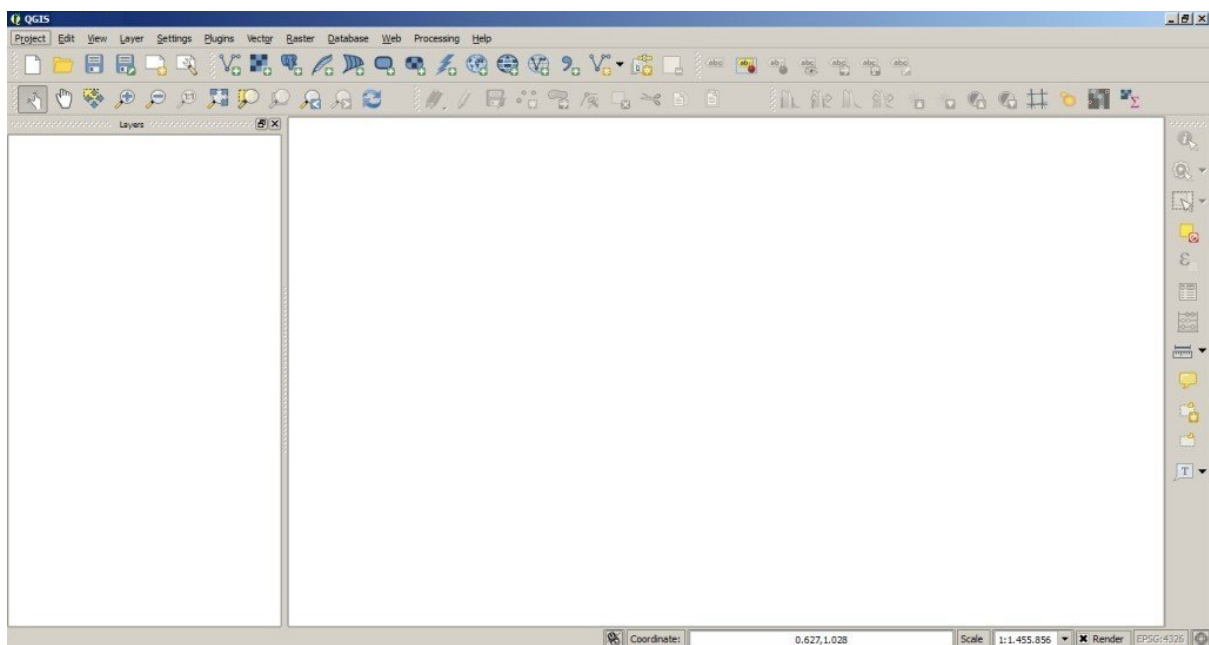 QGIS
Project Edit View Layer Settings Plugins Vector Raster Database Web Processing Help
Layers
Coordinate: 0.627,1.028 Scale 1:1.455.856 Render EPSG:4326